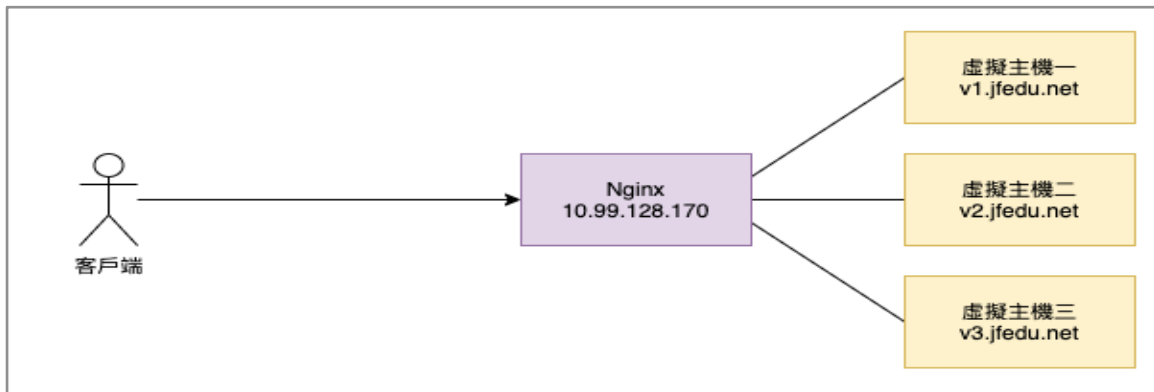 客戶端
Nginx
10.99.128.170
虛擬主機一
v1.jfedu.net
虛擬主機二
v2.jfedu.net
虛擬主機三
v3.jfedu.net